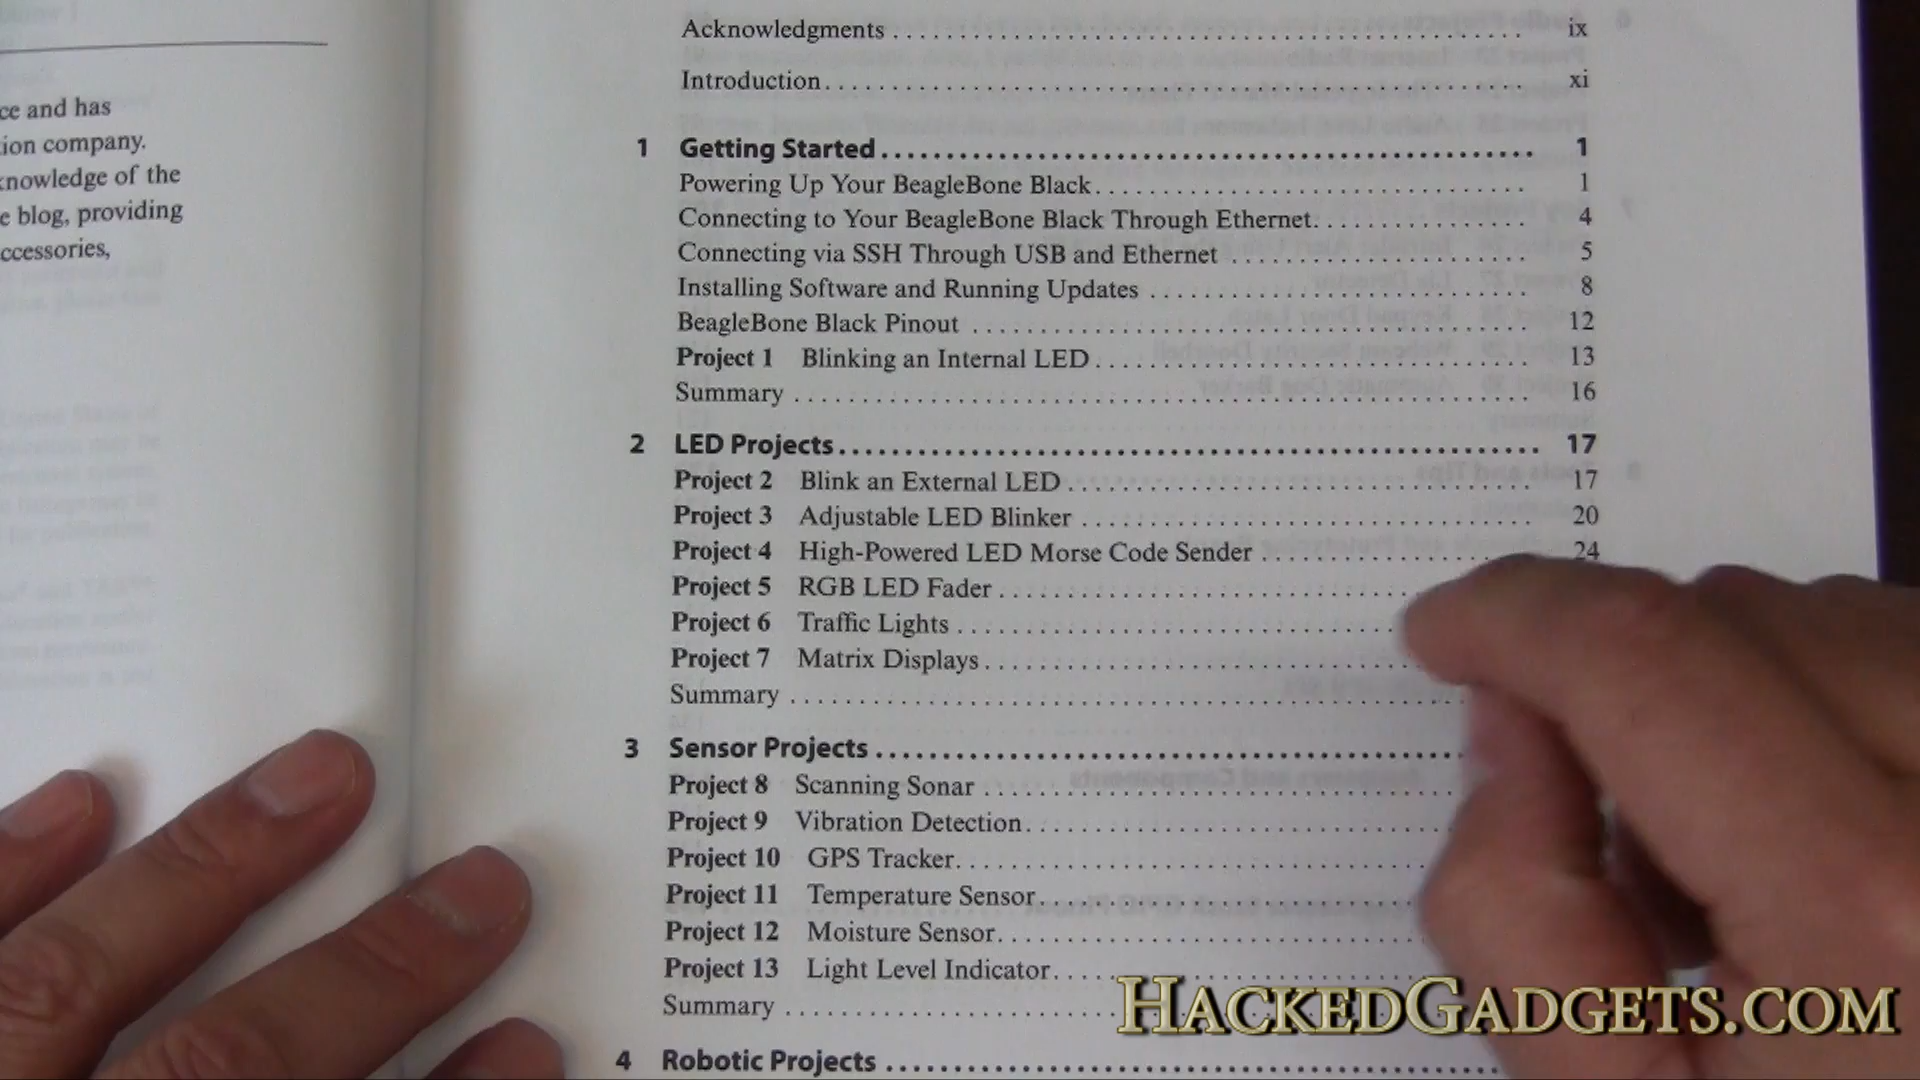 ce and has
ion company.
knowledge of the
e blog, providing
ccessories,
Acknowledgments ix
Introduction xi
1 Getting Started 1
Powering Up Your BeagleBone Black 1
Connecting to Your BeagleBone Black Through Ethernet 4
Connecting via SSH Through USB and Ethernet 5
Installing Software and Running Updates 8
BeagleBone Black Pinout 12
Project 1 Blinking an Internal LED 13
Summary 16
2 LED Projects 17
Project 2 Blink an External LED 17
Project 3 Adjustable LED Blinker 20
Project 4 High-Powered LED Morse Code Sender 24
Project 5 RGB LED Fader
Project 6 Traffic Lights
Project 7 Matrix Displays
Summary
3 Sensor Projects
Project 8 Scanning Sonar
Project 9 Vibration Detection
Project 10 GPS Tracker
Project 11 Temperature Sensor
Project 12 Moisture Sensor
Project 13 Light Level Indicator
Summary
4 Robotic Projects
HACKEDGADGETS.COM